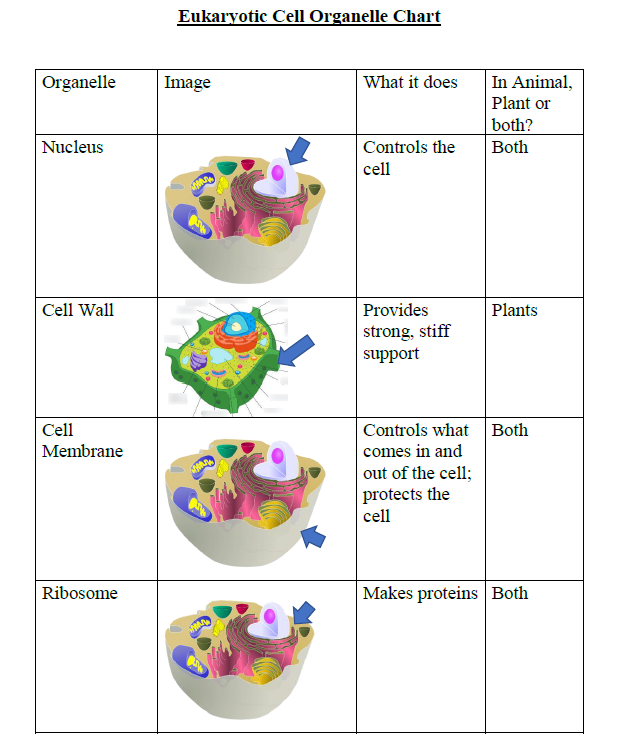 Eukaryotic Cell Organelle Chart
Organelle
Image
What it does
In Animal,
Plant or
both?
Nucleus
Controls the
cell
Both
Cell Wall
Provides
strong, stiff
support
Plants
Cell
Membrane
Controls what
comes in and
out of the cell;
protects the
cell
Both
Ribosome
Makes proteins
Both